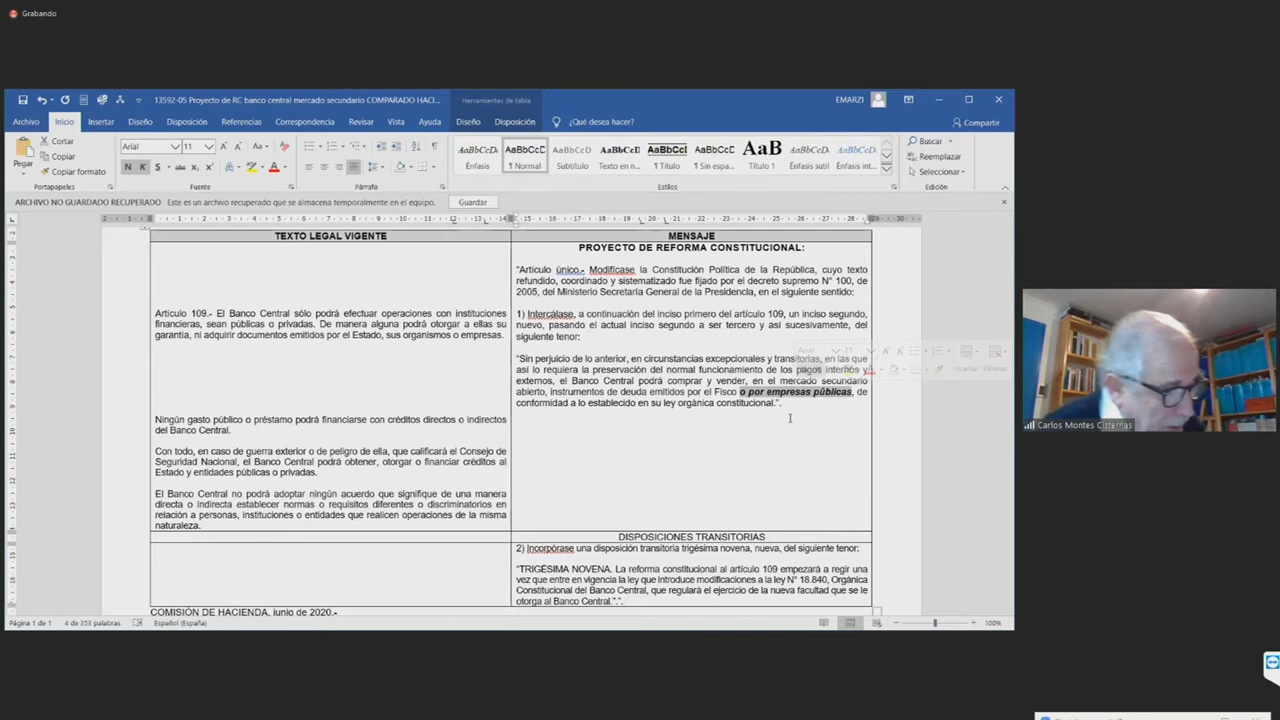 Grabando
13592-05 Proyecto de RC banco central mercado secundario COMPARADO HACI...
Herramientas de tabla
EMARZI
Archivo
Inicio
Insertar
Diseño
Disposición
Referencias
Correspondencia
Revisar
Vista
Ayuda
Diseño
Disposición
¿Qué desea hacer?
Compartir
Pegar
Cortar
Copiar
Copiar formato
Portapapeles
Arial
11
N K S
Fuente
Párrafo
AaBbCcDc
Énfasis
AaBbCcC
¶ Normal
AaBbCcDc
Subtítulo
AaBbCcDc
Texto en n...
AaBbCcC
¶ Título
AaBbCcDc
¶ Sin espa...
AaB
Título 1
AaBbCcDc
Énfasis sutil
AaBbCcDc
Énfasis int...
Estilos
Buscar
Reemplazar
Seleccionar
Edición
ARCHIVO NO GUARDADO RECUPERADO
Este es un archivo recuperado que se almacena temporalmente en el equipo.
Guardar
TEXTO LEGAL VIGENTE
Artículo 109.- El Banco Central sólo podrá efectuar operaciones con instituciones
financieras, sean públicas o privadas. De manera alguna podrá otorgar a ellas su
garantía, ni adquirir documentos emitidos por el Estado, sus organismos o empresas.
Ningún gasto público o préstamo podrá financiarse con créditos directos o indirectos
del Banco Central.
Con todo, en caso de guerra exterior o de peligro de ella, que calificará el Consejo de
Seguridad Nacional, el Banco Central podrá obtener, otorgar o financiar créditos al
Estado y entidades públicas o privadas.
El Banco Central no podrá adoptar ningún acuerdo que signifique de una manera
directa o indirecta establecer normas o requisitos diferentes o discriminatorios en
relación a personas, instituciones o entidades que realicen operaciones de la misma
naturaleza.
MENSAJE
PROYECTO DE REFORMA CONSTITUCIONAL:
"Artículo único.- Modifícase la Constitución Política de la República, cuyo texto
refundido, coordinado y sistematizado fue fijado por el decreto supremo N° 100, de
2005, del Ministerio Secretaría General de la Presidencia, en el siguiente sentido:
1) Intercálase, a continuación del inciso primero del artículo 109, un inciso segundo,
nuevo, pasando el actual inciso segundo a ser tercero y así sucesivamente, del
siguiente tenor:
"Sin perjuicio de lo anterior, en circunstancias excepcionales y transitorias, en las que
así lo requiera la preservación del normal funcionamiento de los pagos internos y
externos, el Banco Central podrá comprar y vender, en el mercado secundario
abierto, instrumentos de deuda emitidos por el Fisco o por empresas públicas, de
conformidad a lo establecido en su ley orgánica constitucional.".
DISPOSICIONES TRANSITORIAS
2) Incorpórase una disposición transitoria trigésima novena, nueva, del siguiente tenor:
"TRIGÉSIMA NOVENA. La reforma constitucional al artículo 109 empezará a regir una
vez que entre en vigencia la ley que introduce modificaciones a la ley N° 18.840, Orgánica
Constitucional del Banco Central, que regulará el ejercicio de la nueva facultad que se le
otorga al Banco Central.".".
COMISIÓN DE HACIENDA, junio de 2020.-
Página 1 de 1
4 de 353 palabras
Español (España)
100%
Carlos Montes Cisternas